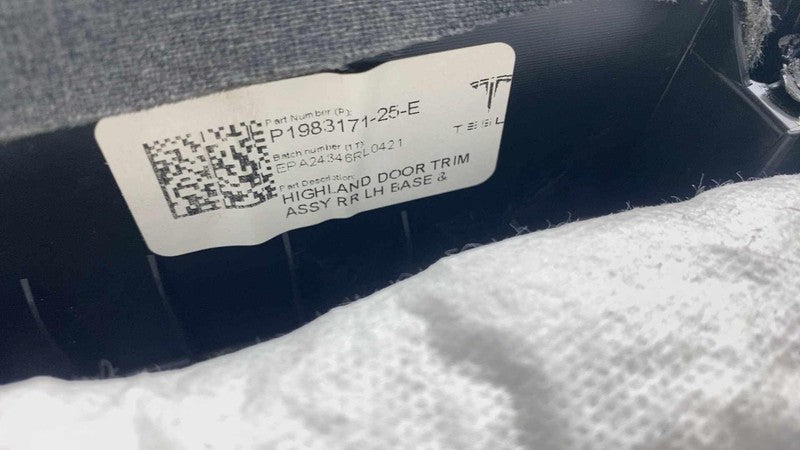 Part Number (P):
P1983171-25-E
Batch number (1T)
EPA24346RL0421
Part Description:
HIGHLAND DOOR TRIM
ASSY RR LH BASE &
TESL